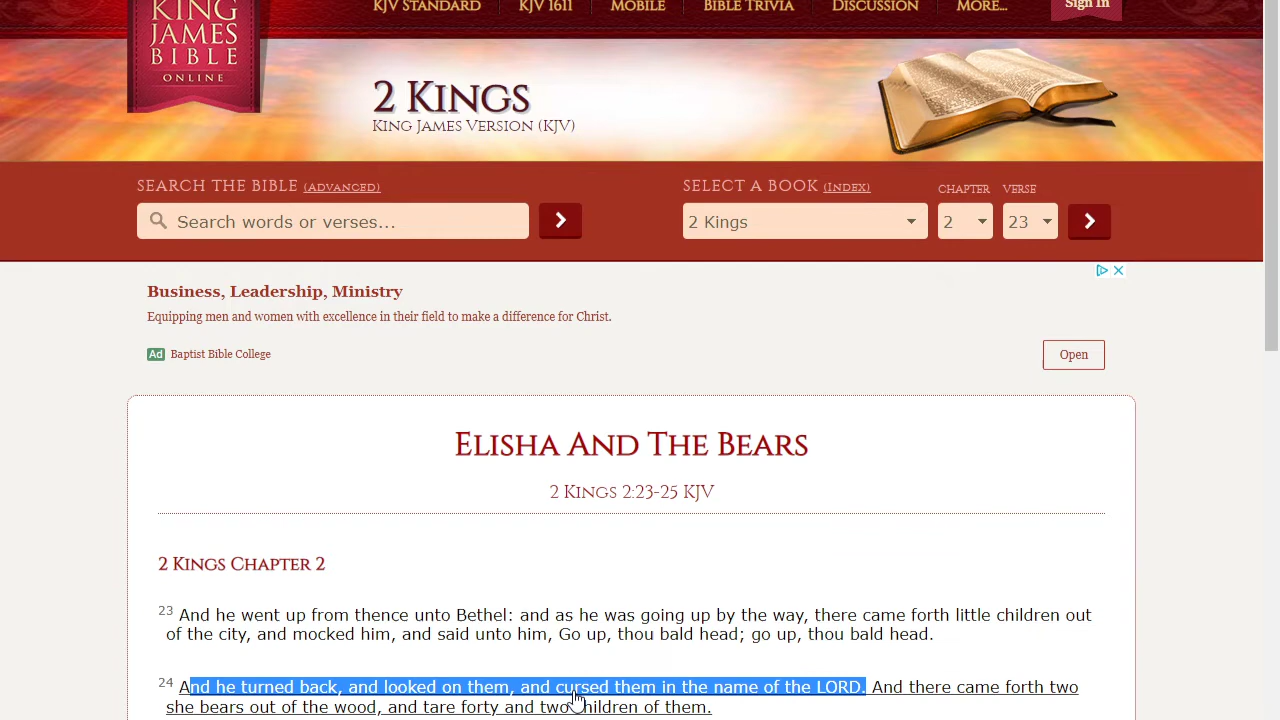 KING
JAMES
BIBLE
ONLINE
KJV STANDARD KJV 1611 MOBILE BIBLE TRIVIA DISCUSSION MORE... Sign In
2 KINGS
KING JAMES VERSION (KJV)
SEARCH THE BIBLE (ADVANCED) SELECT A BOOK (INDEX) CHAPTER VERSE
Search words or verses... 2 Kings 2 23
Business, Leadership, Ministry
Equipping men and women with excellence in their field to make a difference for Christ.
Ad Baptist Bible College Open
ELISHA AND THE BEARS
2 KINGS 2:23-25 KJV
2 KINGS CHAPTER 2
23 And he went up from thence unto Bethel: and as he was going up by the way, there came forth little children out
of the city, and mocked him, and said unto him, Go up, thou bald head; go up, thou bald head.
24 And he turned back, and looked on them, and cursed them in the name of the LORD. And there came forth two
she bears out of the wood, and tare forty and two children of them.